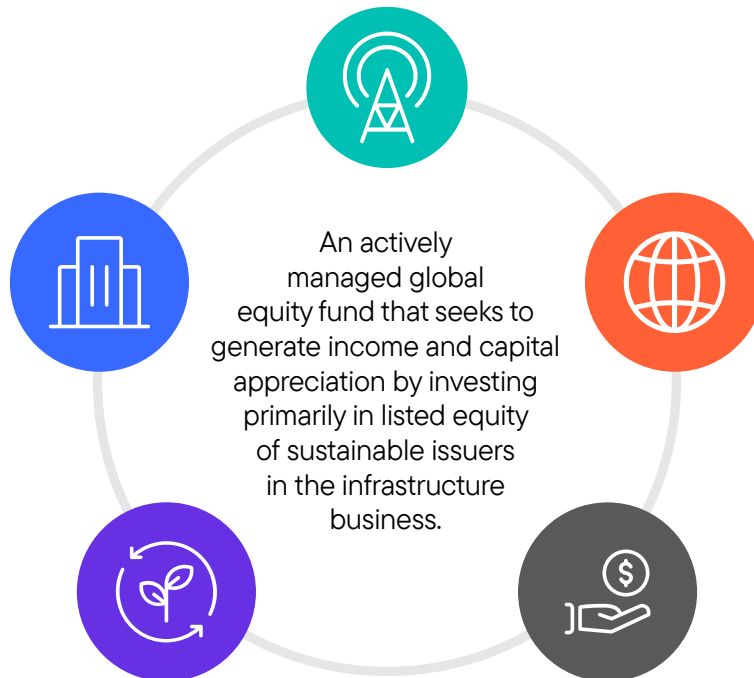 An actively
managed global
equity fund that seeks to
generate income and capital
appreciation by investing
primarily in listed equity
of sustainable issuers
in the infrastructure
business.
$